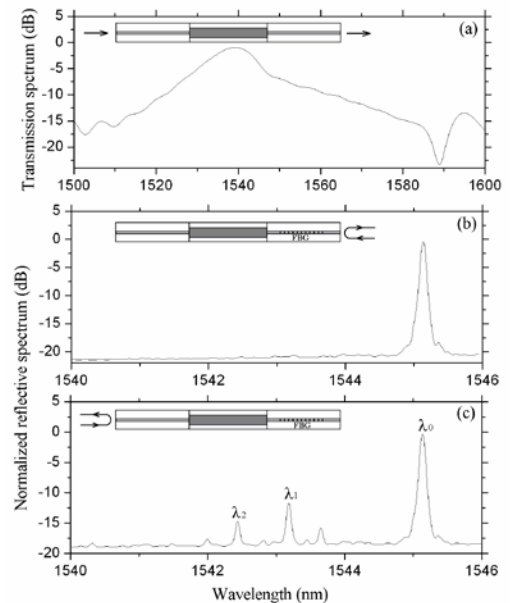 Transmission spctrum (dB)
5
0
-5
-10
-15
-20
(a)
1500 1520 1540 1560 1580 1600
Normalized reflective spectrum (dB)
5
0
-5
-10
-15
-20
(b)
FBG
1540 1542 1544 1546
5
0
-5
-10
-15
-20
(c)
FBG
λ0
λ1
λ2
1540 1542 1544 1546
Wavelength (nm)